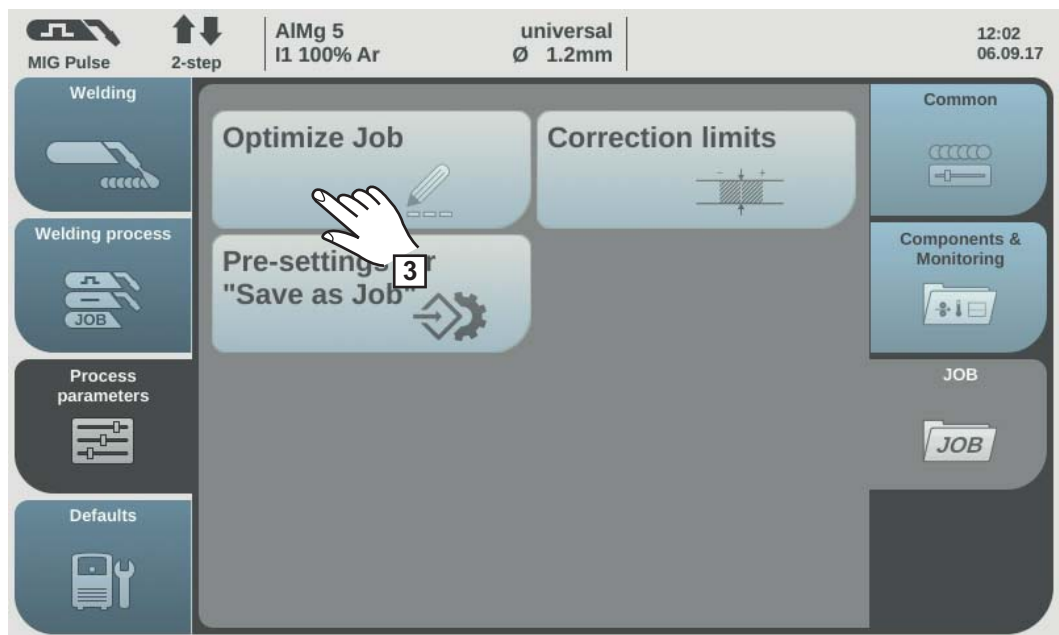 MIG Pulse
2-step
AlMg 5
I1 100% Ar
universal
Ø 1.2mm
12:02
06.09.17
Welding
Welding process
JOB
Process
parameters
Defaults
Optimize Job
Correction limits
- +
Pre-settings
"Save as Job"
3
Common
Components &
Monitoring
JOB
JOB